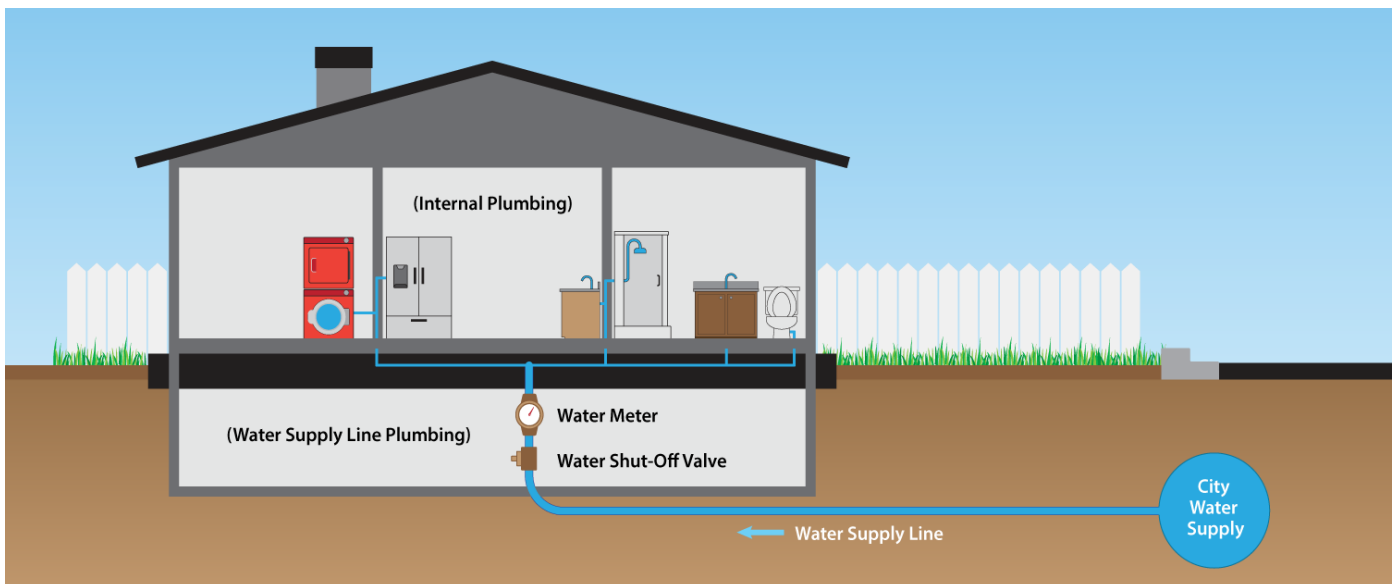 (Internal Plumbing)
Water Meter
(Water Supply Line Plumbing)
Water Shut-Off Valve
City
Water
Supply
Water Supply Line